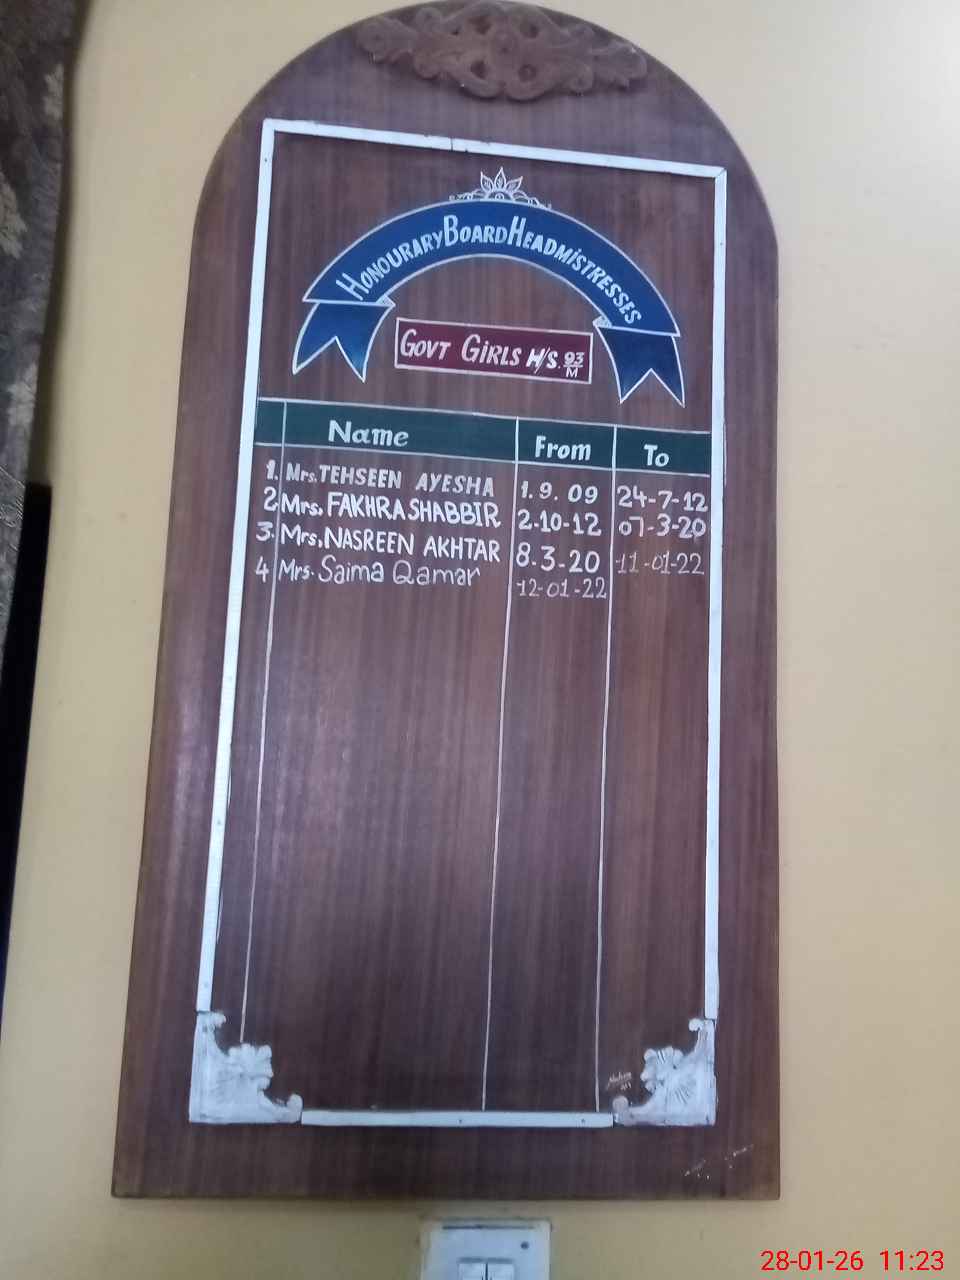 HONOURARY BOARD HEADMISTRESSES
GOVT GIRLS H/S. 93/M
Name From To
1. Mrs. TEHSEEN AYESHA 1.9.09 24-7-12
2 Mrs. FAKHRA SHABBIR 2-10-12 07-3-20
3. Mrs. NASREEN AKHTAR 8.3-20 11-01-22
4 Mrs. Saima Qamar 12-01-22
28-01-26 11:23